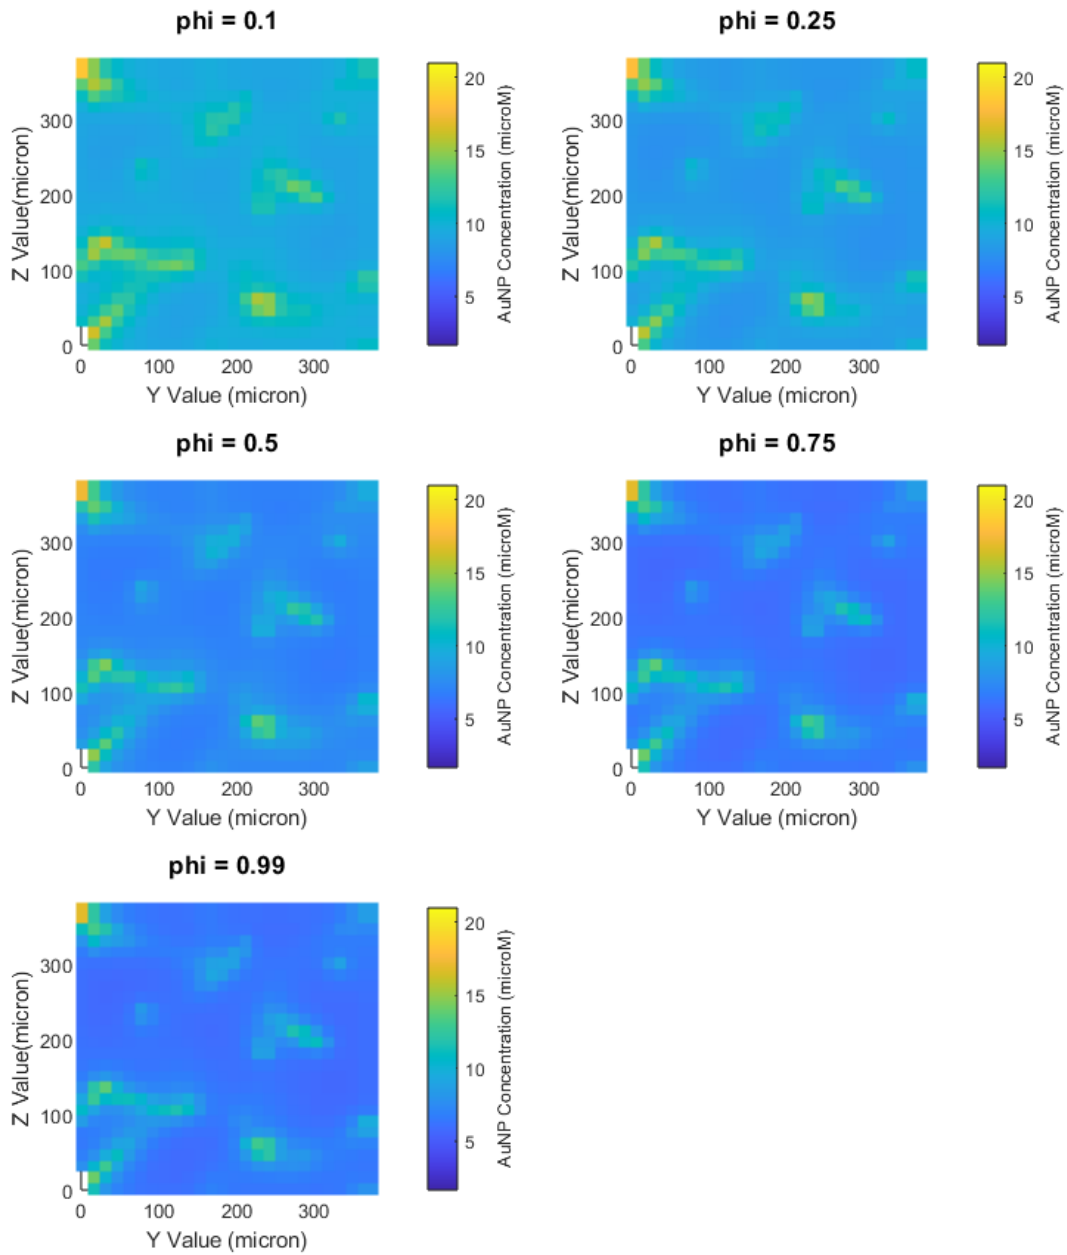 phi = 0.1
Z Value(micron)
300
200
100
0
0 100 200 300
Y Value (micron)
20
15
10
5
AuNP Concentration (microM)
phi = 0.25
Z Value(micron)
300
200
100
0
0 100 200 300
Y Value (micron)
20
15
10
5
AuNP Concentration (microM)
phi = 0.5
Z Value(micron)
300
200
100
0
0 100 200 300
Y Value (micron)
20
15
10
5
AuNP Concentration (microM)
phi = 0.75
Z Value(micron)
300
200
100
0
0 100 200 300
Y Value (micron)
20
15
10
5
AuNP Concentration (microM)
phi = 0.99
Z Value(micron)
300
200
100
0
0 100 200 300
Y Value (micron)
20
15
10
5
AuNP Concentration (microM)